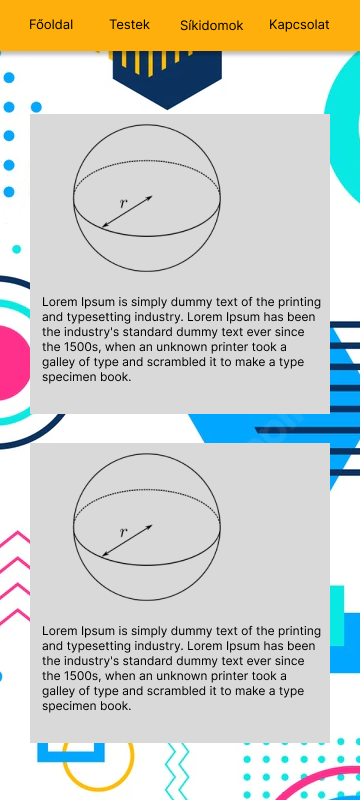 Főoldal Testek Síkidomok Kapcsolat
r
Lorem Ipsum is simply dummy text of the printing
and typesetting industry. Lorem Ipsum has been
the industry's standard dummy text ever since
the 1500s, when an unknown printer took a
galley of type and scrambled it to make a type
specimen book.
r
Lorem Ipsum is simply dummy text of the printing
and typesetting industry. Lorem Ipsum has been
the industry's standard dummy text ever since
the 1500s, when an unknown printer took a
galley of type and scrambled it to make a type
specimen book.